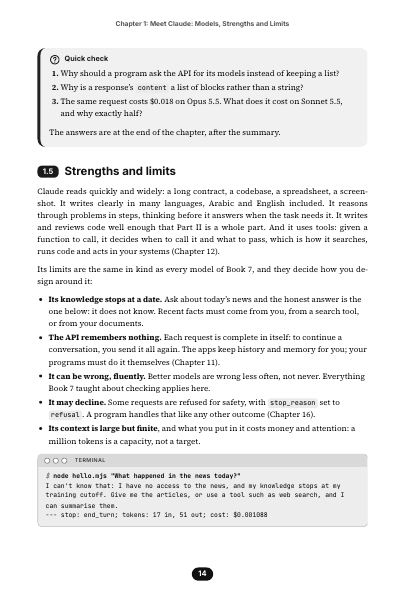 Chapter 1: Meet Claude: Models, Strengths and Limits
Quick check
1. Why should a program ask the API for its models instead of keeping a list?
2. Why is a response's content a list of blocks rather than a string?
3. The same request costs $0.018 on Opus 5.5. What does it cost on Sonnet 5.5,
and why exactly half?
The answers are at the end of the chapter, after the summary.
1.5 Strengths and limits
Claude reads quickly and widely: a long contract, a codebase, a spreadsheet, a screen-
shot. It writes clearly in many languages, Arabic and English included. It reasons
through problems in steps, thinking before it answers when the task needs it. It writes
and reviews code well enough that Part II is a whole part. And it uses tools: given a
function to call, it decides when to call it and what to pass, which is how it searches,
runs code and acts in your systems (Chapter 12).
Its limits are the same in kind as every model of Book 7, and they decide how you de-
sign around it:
• Its knowledge stops at a date. Ask about today's news and the honest answer is the
one below: it does not know. Recent facts must come from you, from a search tool,
or from your documents.
• The API remembers nothing. Each request is complete in itself: to continue a
conversation, you send it all again. The apps keep history and memory for you; your
programs must do it themselves (Chapter 11).
• It can be wrong, fluently. Better models are wrong less often, not never. Everything
Book 7 taught about checking applies here.
• It may decline. Some requests are refused for safety, with stop_reason set to
refusal. A program handles that like any other outcome (Chapter 16).
• Its context is large but finite, and what you put in it costs money and attention: a
million tokens is a capacity, not a target.
TERMINAL
# node hello.mjs "What happened in the news today?"
I can't know that: I have no access to the news, and my knowledge stops at my
training cutoff. Give me the articles, or use a tool such as web search, and I
can summarise them.
--- stop: end_turn; tokens: 17 in, 51 out; cost: $0.001088
14